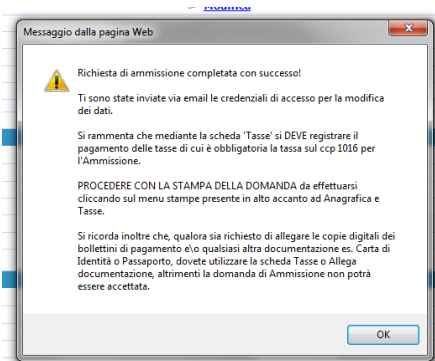 Modifica
Messaggio dalla pagina Web
Richiesta di ammissione completata con successo!
Ti sono state inviate via email le credenziali di accesso per la modifica
dei dati.
Si rammenta che mediante la scheda 'Tasse' si DEVE registrare il
pagamento delle tasse di cui è obbligatoria la tassa sul ccp 1016 per
l'Ammissione.
PROCEDERE CON LA STAMPA DELLA DOMANDA da effettuarsi
cliccando sul menu stampe presente in alto accanto ad Anagrafica e
Tasse.
Si ricorda inoltre che, qualora sia richiesto di allegare le copie digitali dei
bollettini di pagamento e\o qualsiasi altra documentazione es. Carta di
Identità o Passaporto, dovete utilizzare la scheda Tasse o Allega
documentazione, altrimenti la domanda di Ammissione non potrà
essere accettata.
OK